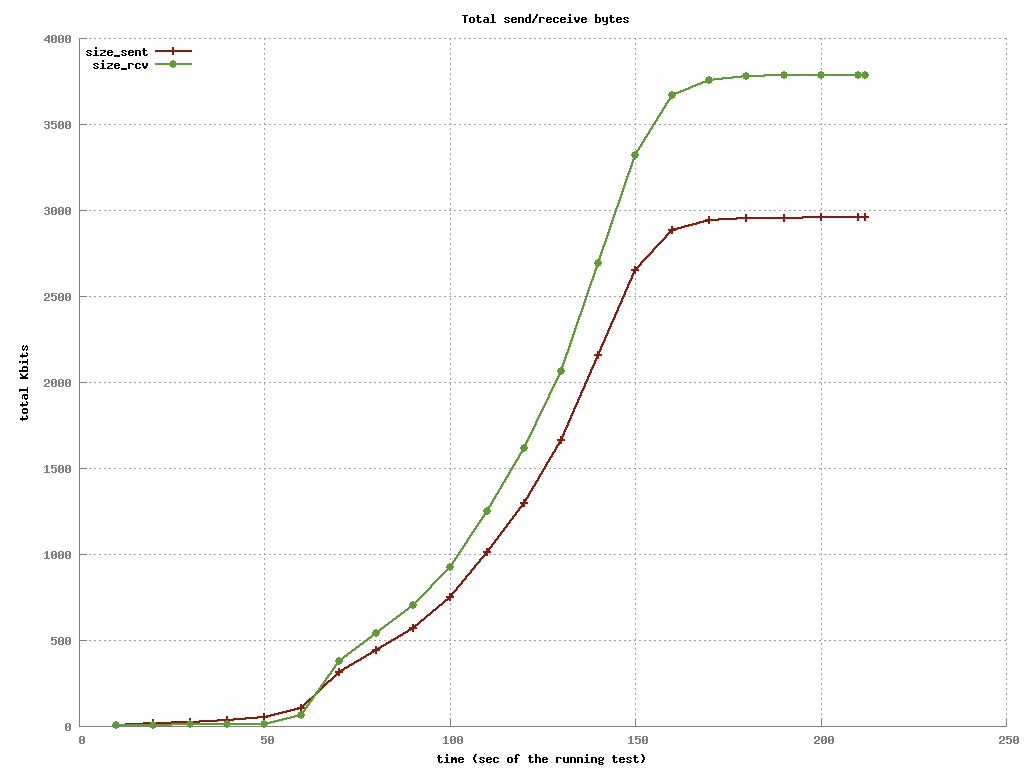 Total send/receive bytes
size_sent
size_rcv
4000
3500
3000
2500
2000
1500
1000
500
0
total Kbits
0 50 100 150 200 250
time (sec of the running test)